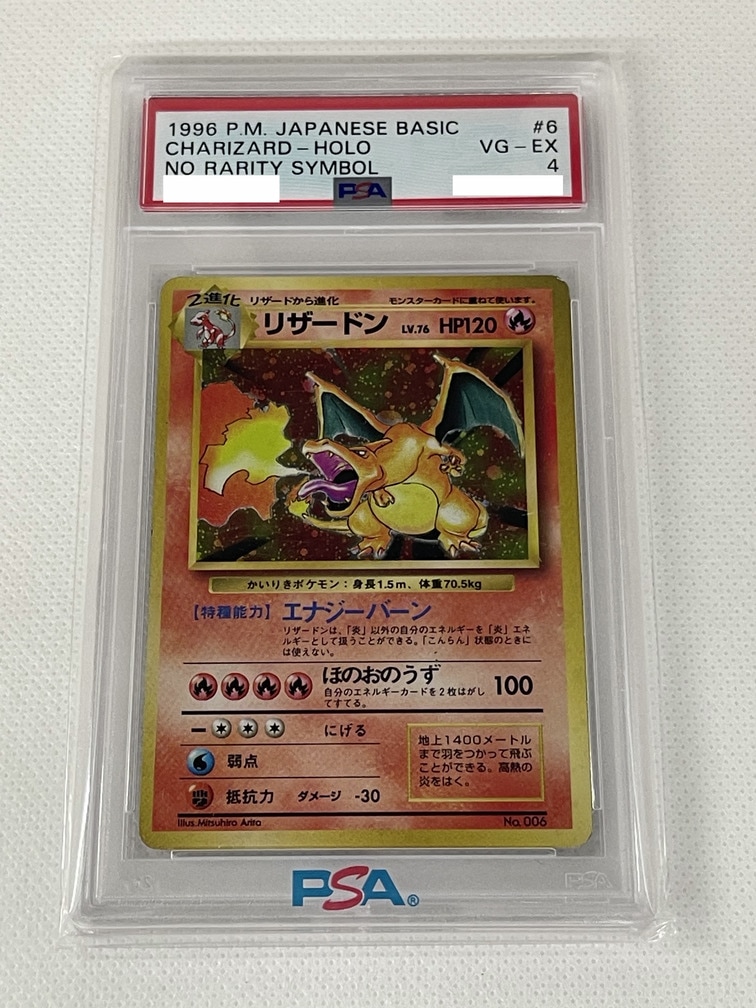 1996 P.M. JAPANESE BASIC #6
CHARIZARD-HOLO VG-EX
NO RARITY SYMBOL 4
PSA
2進化 リザードから進化 モンスターカードに重ねて使います。
リザードン LV.76 HP120
かいりきポケモン：身長1.5m、体重70.5kg
【特種能力】 エナジーバーン
リザードンは、「炎」以外の自分のエネルギーを「炎」エネ
ルギーとして扱うことができる。「こんらん」状態のときに
は使えない。
ほのおのうず 100
自分のエネルギーカードを2枚はがし
てすてる。
にげる
弱点
抵抗力 ダメージ -30
地上1400メートル
まで羽をつかって飛ぶ
ことができる。高熱の
炎をはく。
Illus. Mitsuhiro Arita No. 006
PSA®
PSA